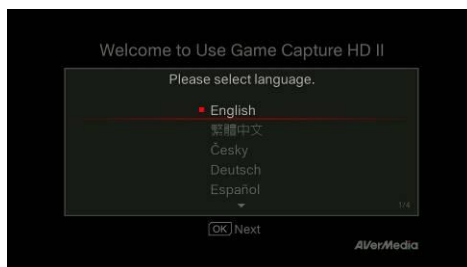 Welcome to Use Game Capture HD II
Please select language.
English
繁體中文
Česky
Deutsch
Español
1/4
OK Next
AVerMedia